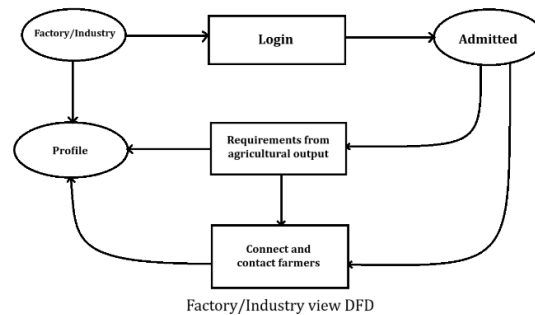 Factory/Industry
Login
Admitted
Requirements from
agricultural output
Profile
Connect and
contact farmers
Factory/Industry view DFD